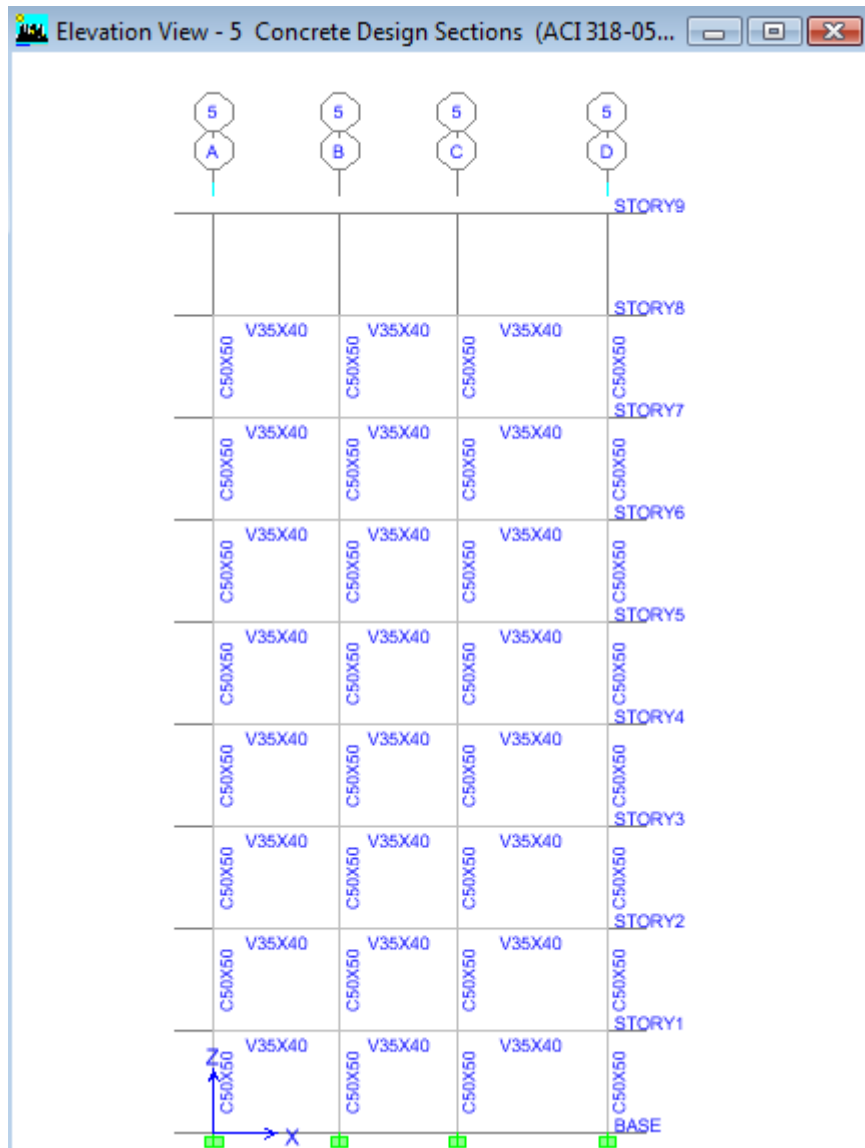 Elevation View - 5 Concrete Design Sections (ACI 318-05...
5 5 5 5
A B C D
STORY9
STORY8
V35X40 V35X40 V35X40
C50X50 C50X50 C50X50 C50X50
STORY7
V35X40 V35X40 V35X40
C50X50 C50X50 C50X50 C50X50
STORY6
V35X40 V35X40 V35X40
C50X50 C50X50 C50X50 C50X50
STORY5
V35X40 V35X40 V35X40
C50X50 C50X50 C50X50 C50X50
STORY4
V35X40 V35X40 V35X40
C50X50 C50X50 C50X50 C50X50
STORY3
V35X40 V35X40 V35X40
C50X50 C50X50 C50X50 C50X50
STORY2
V35X40 V35X40 V35X40
C50X50 C50X50 C50X50 C50X50
STORY1
V35X40 V35X40 V35X40
Z
C50X50 C50X50 C50X50 C50X50
BASE
X